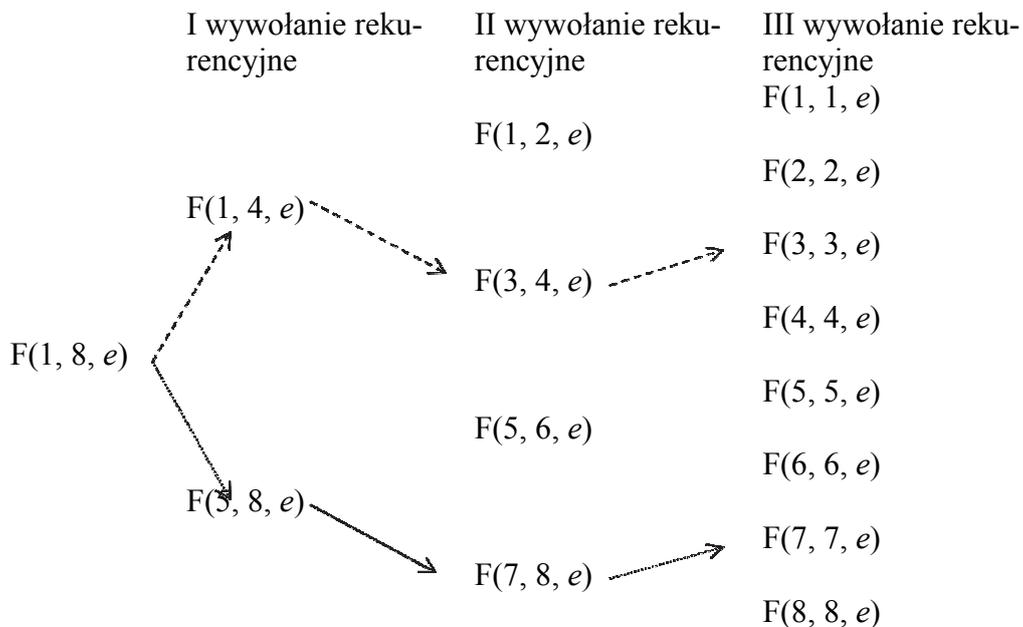 I wywołanie reku-
rencyjne
II wywołanie reku-
rencyjne
III wywołanie reku-
rencyjne
F(1, 1, e)
F(1, 2, e)
F(2, 2, e)
F(1, 4, e)
F(3, 3, e)
F(3, 4, e)
F(4, 4, e)
F(1, 8, e)
F(5, 5, e)
F(5, 6, e)
F(6, 6, e)
F(5, 8, e)
F(7, 7, e)
F(7, 8, e)
F(8, 8, e)